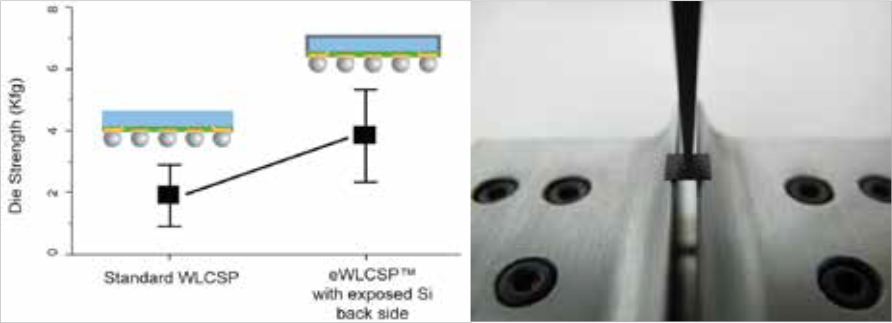 8
6
4
2
0
Die Strength (Kfg)
Standard WLCSP
eWLCSP™
with exposed Si
back side